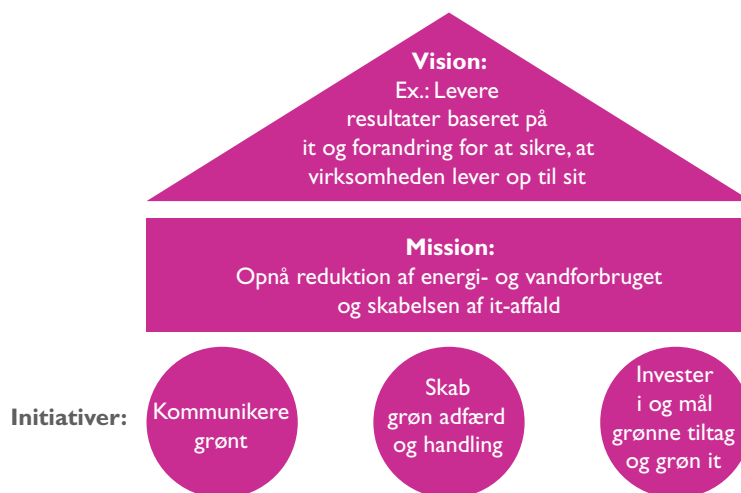 Vision:
Ex.: Levere
resultater baseret på
it og forandring for at sikre, at
virksomheden lever op til sit
Mission:
Opnå reduktion af energi- og vandforbruget
og skabelsen af it-affald
Initiativer:
Kommunikere
grønt
Skab
grøn adfærd
og handling
Invester
i og mål
grønne tiltag
og grøn it